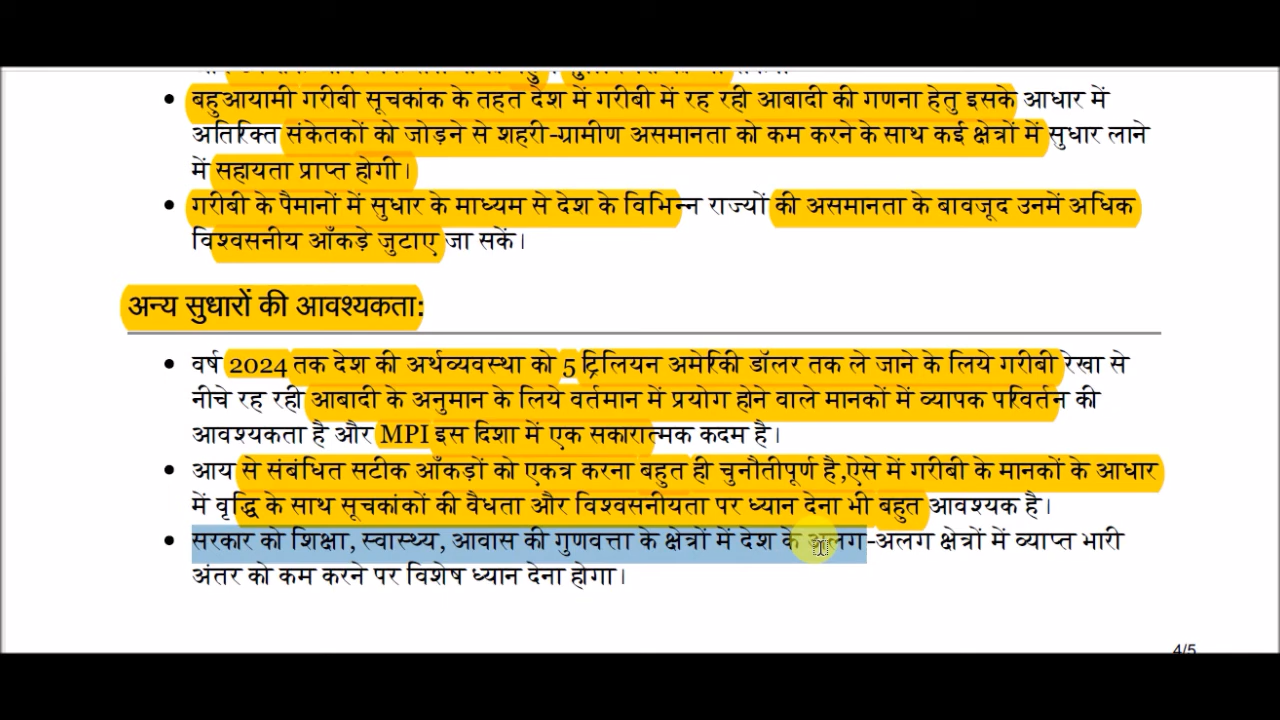 बहुआयामी गरीबी सूचकांक के तहत देश में गरीबी में रह रही आबादी की गणना हेतु इसके आधार में
अतिरिक्त संकेतकों को जोड़ने से शहरी-ग्रामीण असमानता को कम करने के साथ कई क्षेत्रों में सुधार लाने
में सहायता प्राप्त होगी।
गरीबी के पैमानों में सुधार के माध्यम से देश के विभिन्न राज्यों की असमानता के बावजूद उनमें अधिक
विश्वसनीय आँकड़े जुटाए जा सकें।
अन्य सुधारों की आवश्यकता:
वर्ष 2024 तक देश की अर्थव्यवस्था को 5 ट्रिलियन अमेरिकी डॉलर तक ले जाने के लिये गरीबी रेखा से
नीचे रह रही आबादी के अनुमान के लिये वर्तमान में प्रयोग होने वाले मानकों में व्यापक परिवर्तन की
आवश्यकता है और MPI इस दिशा में एक सकारात्मक कदम है।
आय से संबंधित सटीक आँकड़ों को एकत्र करना बहुत ही चुनौतीपूर्ण है,ऐसे में गरीबी के मानकों के आधार
में वृद्धि के साथ सूचकांकों की वैधता और विश्वसनीयता पर ध्यान देना भी बहुत आवश्यक है।
सरकार को शिक्षा, स्वास्थ्य, आवास की गुणवत्ता के क्षेत्रों में देश के अलग-अलग क्षेत्रों में व्याप्त भारी
अंतर को कम करने पर विशेष ध्यान देना होगा।
4/5